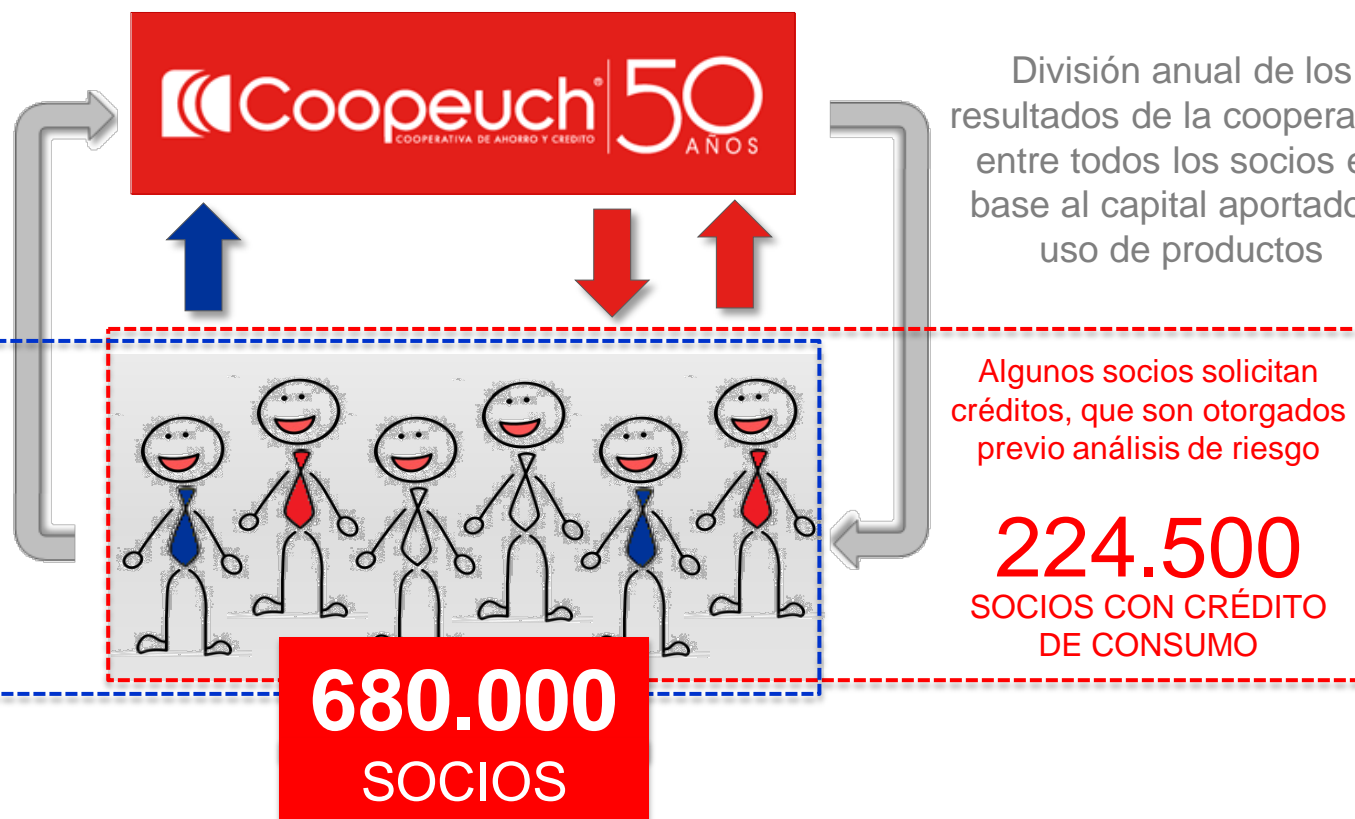 Coopeuch® 50
COOPERATIVA DE AHORRO Y CREDITO
AÑOS
División anual de los
resultados de la coopera
entre todos los socios e
base al capital aportado
uso de productos
Algunos socios solicitan
créditos, que son otorgados
previo análisis de riesgo
224.500
SOCIOS CON CRÉDITO
DE CONSUMO
680.000
SOCIOS